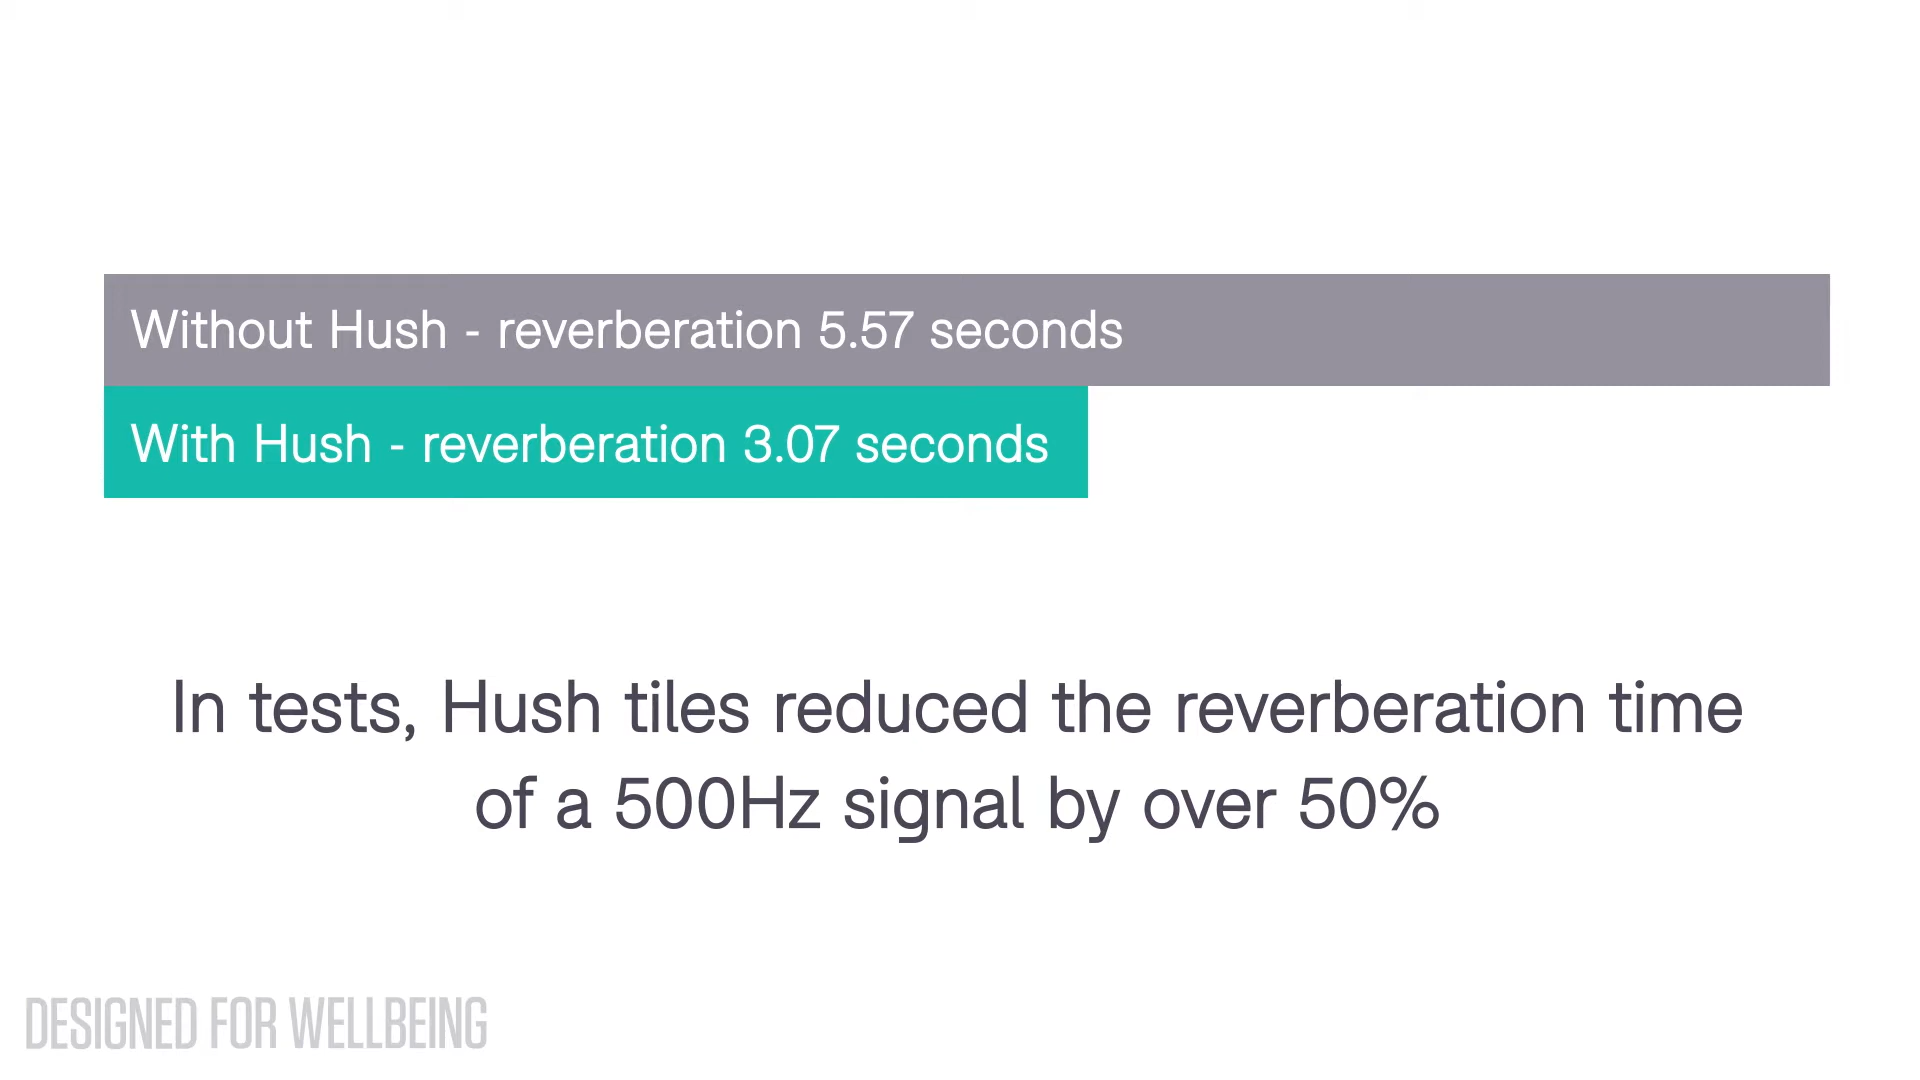 Without Hush - reverberation 5.57 seconds
With Hush - reverberation 3.07 seconds
In tests, Hush tiles reduced the reverberation time
of a 500Hz signal by over 50%
DESIGNED FOR WELLBEING